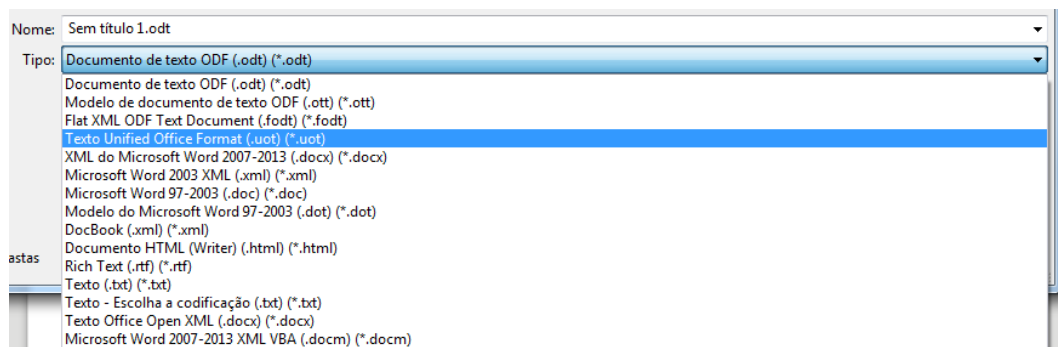 Nome: Sem título 1.odt
Tipo: Documento de texto ODF (.odt) (*.odt)
Documento de texto ODF (.odt) (*.odt)
Modelo de documento de texto ODF (.ott) (*.ott)
Flat XML ODF Text Document (.fodt) (*.fodt)
Texto Unified Office Format (.uot) (*.uot)
XML do Microsoft Word 2007-2013 (.docx) (*.docx)
Microsoft Word 2003 XML (.xml) (*.xml)
Microsoft Word 97-2003 (.doc) (*.doc)
Modelo do Microsoft Word 97-2003 (.dot) (*.dot)
DocBook (.xml) (*.xml)
Documento HTML (Writer) (.html) (*.html)
astas
Rich Text (.rtf) (*.rtf)
Texto (.txt) (*.txt)
Texto - Escolha a codificação (.txt) (*.txt)
Texto Office Open XML (.docx) (*.docx)
Microsoft Word 2007-2013 XML VBA (.docm) (*.docm)